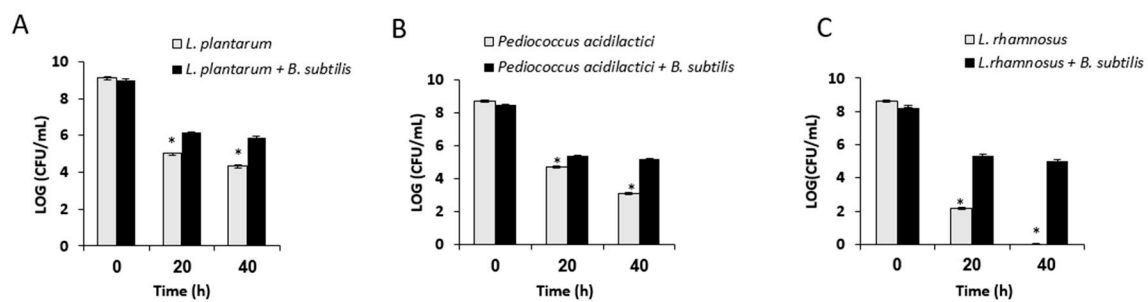 A
L. plantarum
L. plantarum + B. subtilis
LOG (CFU/mL)
10
8
6
4
2
0
*
*
0 20 40
Time (h)
B
Pediococcus acidilactici
Pediococcus acidilactici + B. subtilis
LOG (CFU/mL)
10
8
6
4
2
0
*
*
0 20 40
Time (h)
C
L. rhamnosus
L.rhamnosus + B. subtilis
LOG(CFU/mL)
10
8
6
4
2
0
*
*
0 20 40
Time (h)